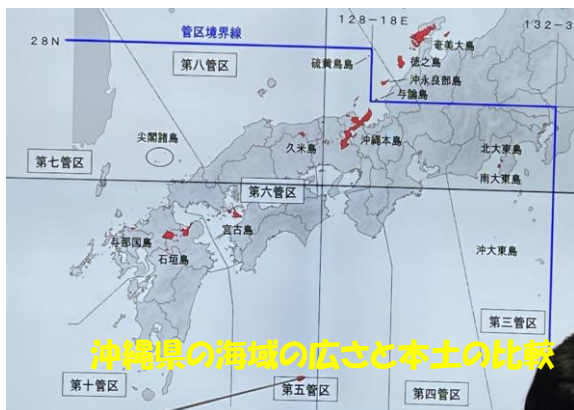 128-18E
132-3
28N
管区境界線
奄美大島
硫黄鳥島
徳之島
第八管区
沖永良部島
与論島
尖閣諸島
久米島
沖縄本島
北大東島
第七管区
第六管区
南大東島
与那国島
宮古島
石垣島
沖大東島
第三管区
沖縄県の海域の広さと本土の比較
第十管区
第五管区
第四管区